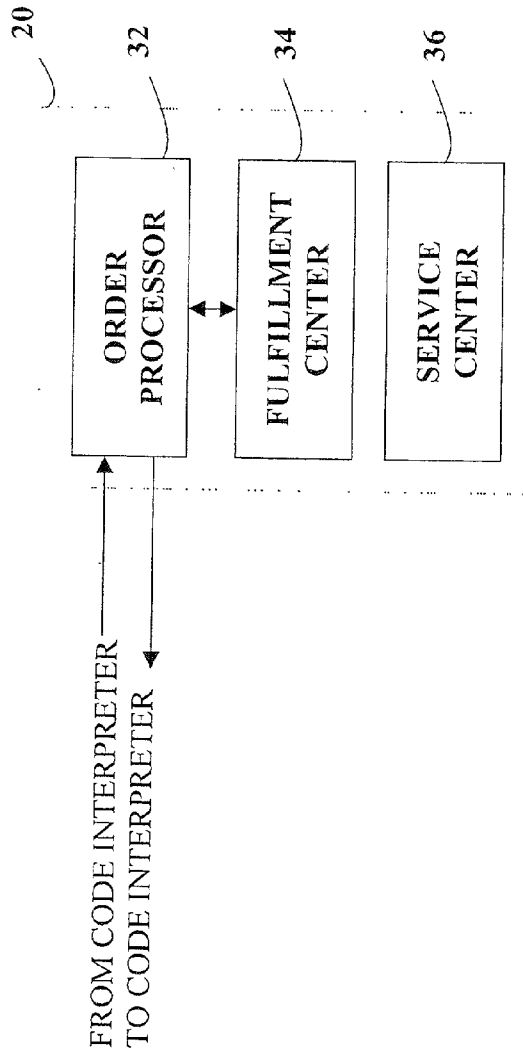 20
FROM CODE INTERPRETER
TO CODE INTERPRETER
ORDER
PROCESSOR
32
FULFILLMENT
CENTER
34
SERVICE
CENTER
36